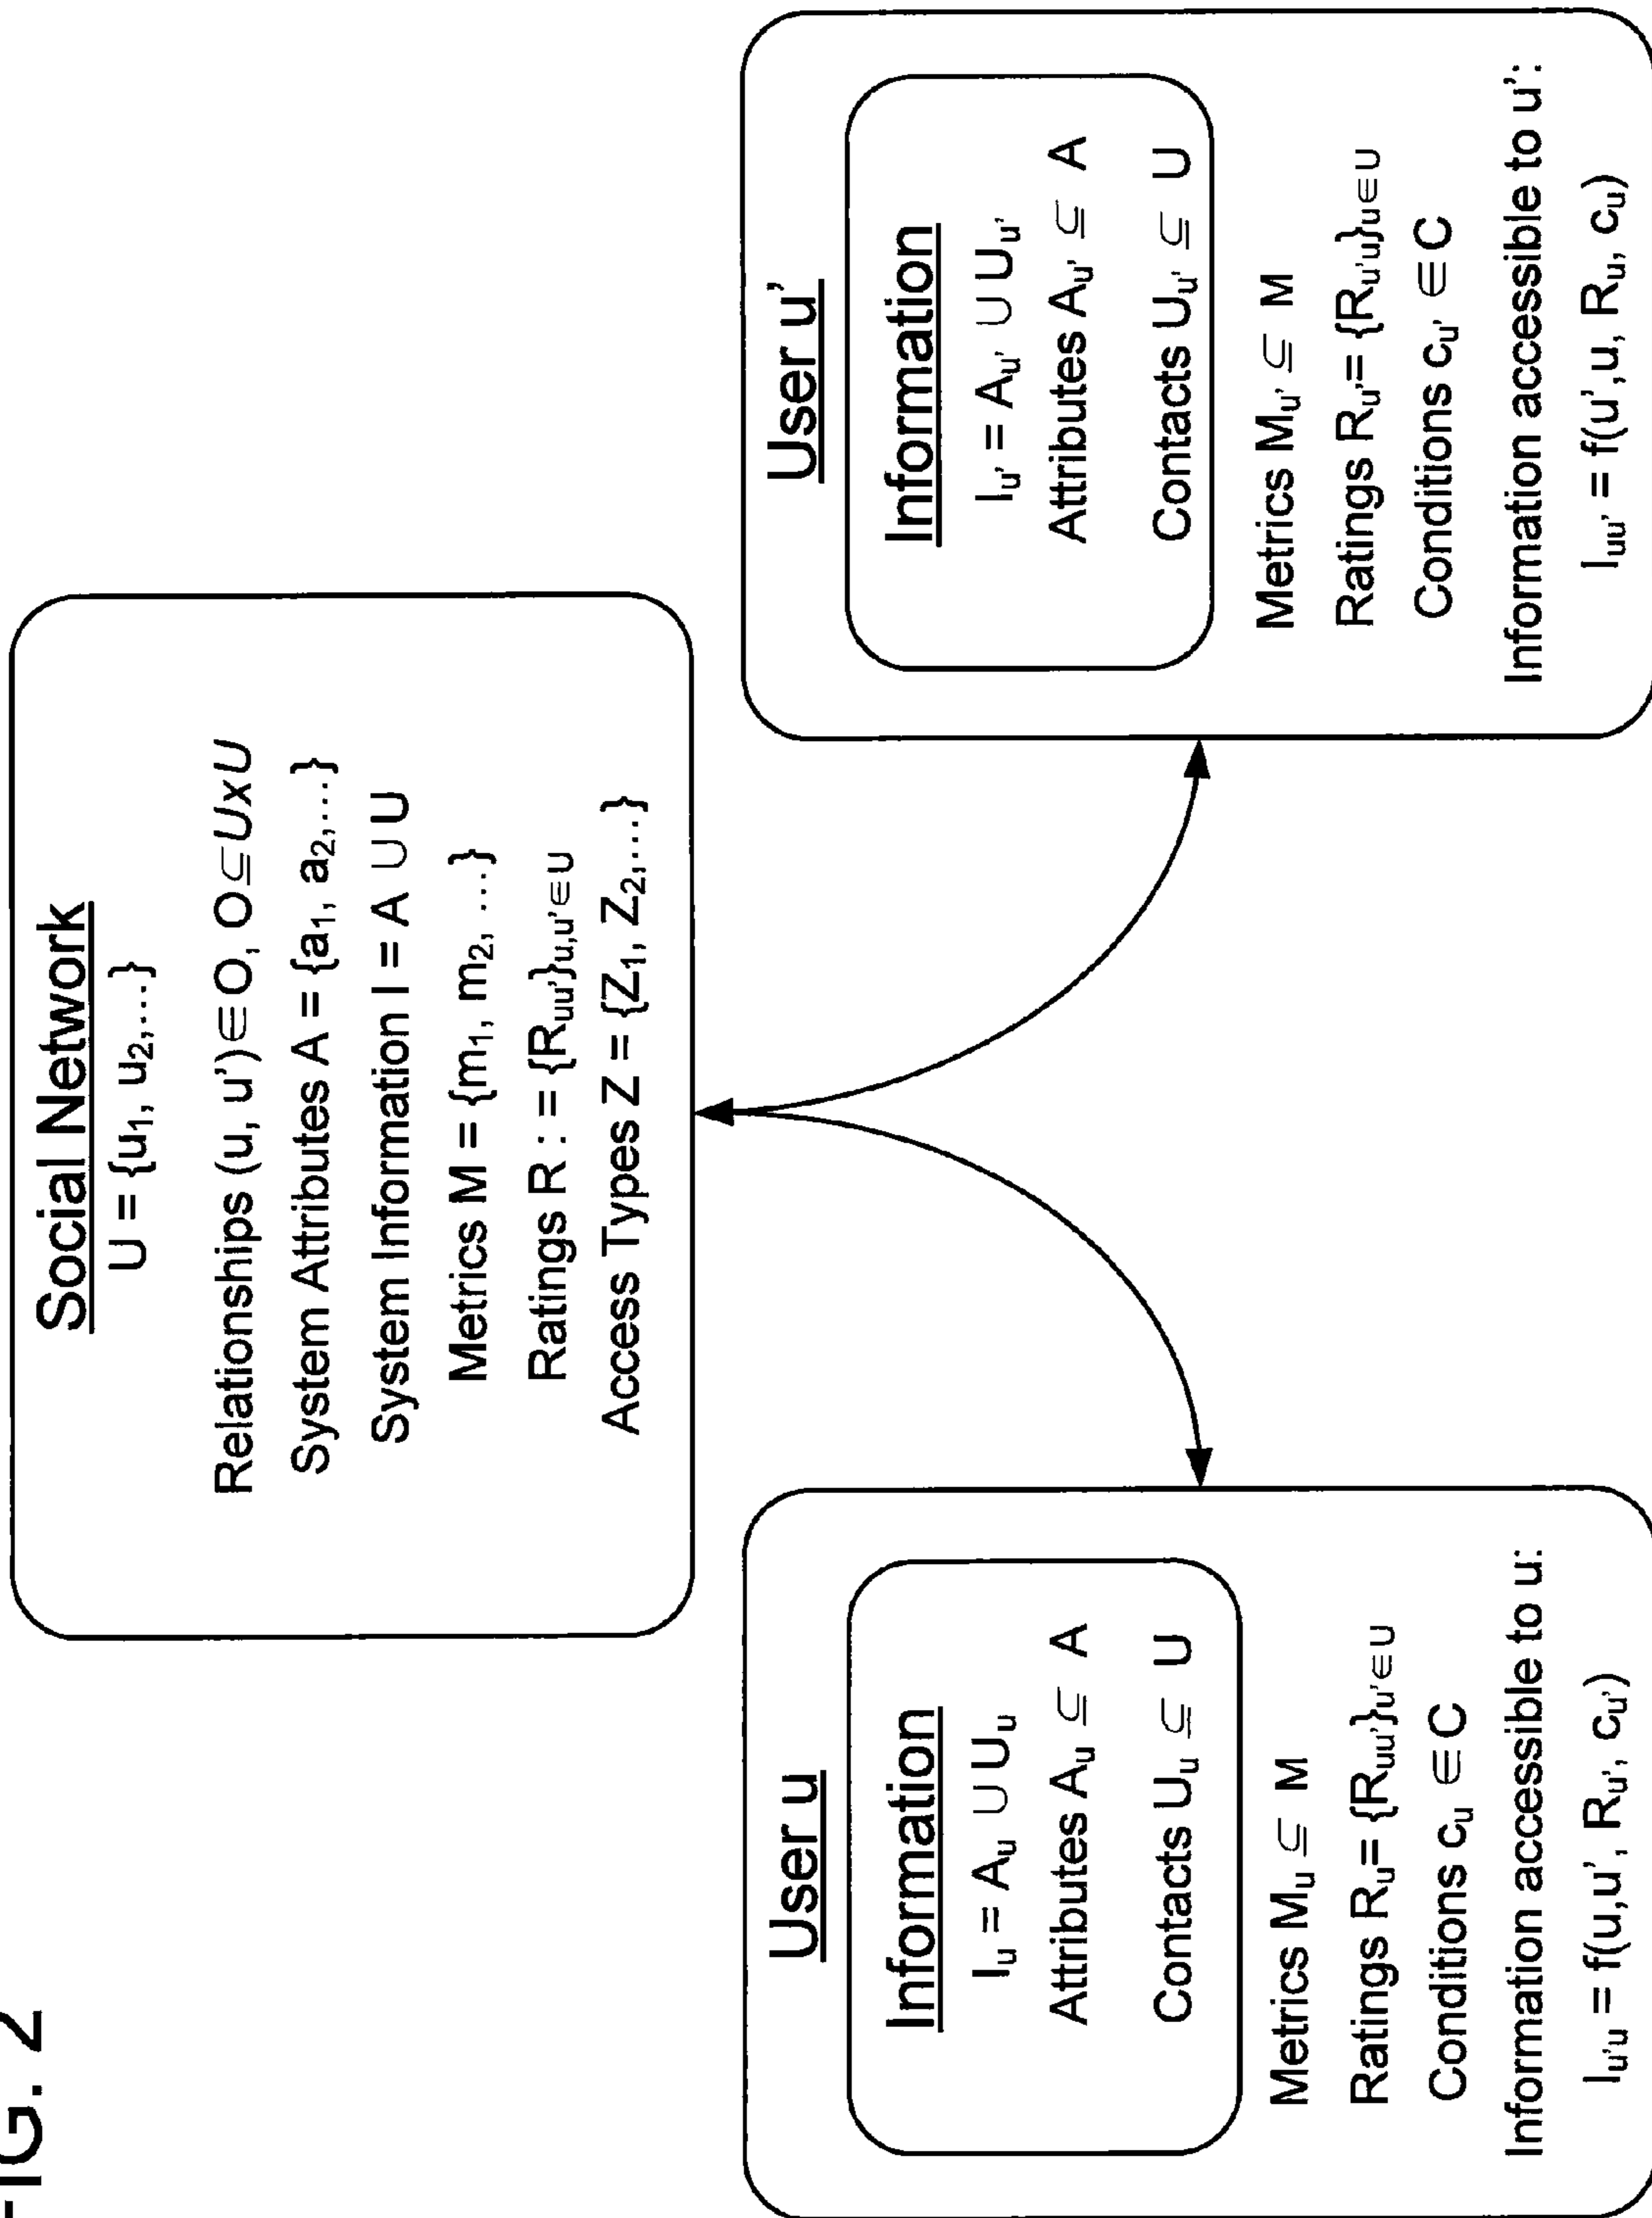 FIG. 2
Social Network
U = {u₁, u₂,...}
Relationships (u, u')∈O, O⊆UxU
System Attributes A = {a₁, a₂,...}
System Information I = A ∪ U
Metrics M = {m₁, m₂, ...}
Ratings R : = {Rᵤᵤ'}ᵤ,ᵤ'∈U
Access Types Z = {Z₁, Z₂,...}
User u
Information
Iᵤ = Aᵤ ∪ Uᵤ
Attributes Aᵤ ⊆ A
Contacts Uᵤ ⊆ U
Metrics Mᵤ ⊆ M
Ratings Rᵤ= {Rᵤᵤ'}ᵤ'∈U
Conditions cᵤ ∈ C
Information accessible to u:
Iᵤ'ᵤ = f(u,u', Rᵤ', cᵤ')
User u'
Information
Iᵤ' = Aᵤ' ∪ Uᵤ'
Attributes Aᵤ' ⊆ A
Contacts Uᵤ' ⊆ U
Metrics Mᵤ' ⊆ M
Ratings Rᵤ'= {Rᵤ'ᵤ}ᵤ∈U
Conditions cᵤ' ∈ C
Information accessible to u':
Iᵤᵤ' = f(u',u, Rᵤ, cᵤ)